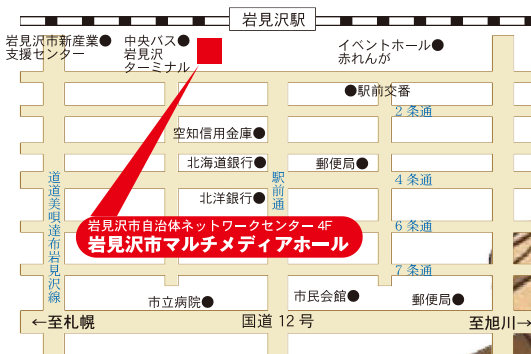 岩見沢駅
岩見沢市新産業
支援センター
中央バス
岩見沢
ターミナル
イベントホール
赤れんが
駅前交番
2条通
空知信用金庫
北海道銀行
郵便局
駅前通
4条通
道道美唄達布岩見沢線
北洋銀行
岩見沢市自治体ネットワークセンター 4F
岩見沢市マルチメディアホール
6条通
7条通
市立病院
市民会館
郵便局
←至札幌
国道12号
至旭川→